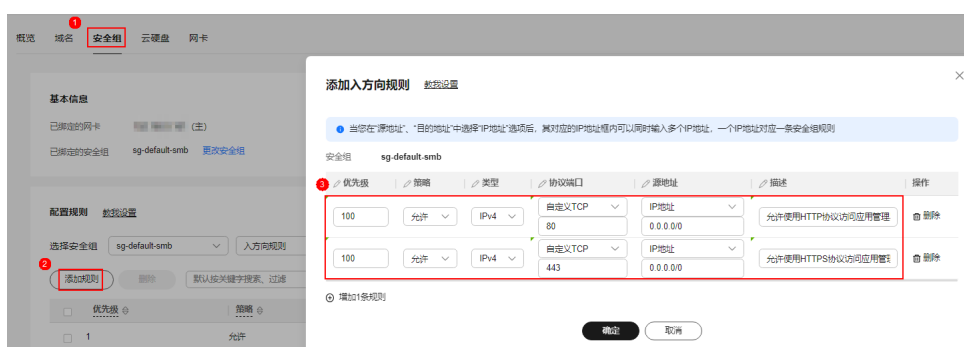 1
概览 域名 安全组 云硬盘 网卡
基本信息
已绑定的网卡 (主)
已绑定的安全组 sg-default-smb 更改安全组
配置规则 教我设置
选择安全组 sg-default-smb 入方向规则
2
添加规则 删除 默认按关键字搜索、过滤
优先级 策略
1 允许
添加入方向规则 教我设置
当您在“源地址”、“目的地址”中选择“IP地址”选项后，其对应的IP地址框内可以同时输入多个IP地址，一个IP地址对应一条安全组规则
安全组 sg-default-smb
3 优先级 策略 类型 协议端口 源地址 描述 操作
100 允许 IPv4 自定义TCP IP地址 允许使用HTTP协议访问应用管理 删除
80 0.0.0.0/0
100 允许 IPv4 自定义TCP IP地址 允许使用HTTPS协议访问应用管 删除
443 0.0.0.0/0
增加1条规则
确定 取消